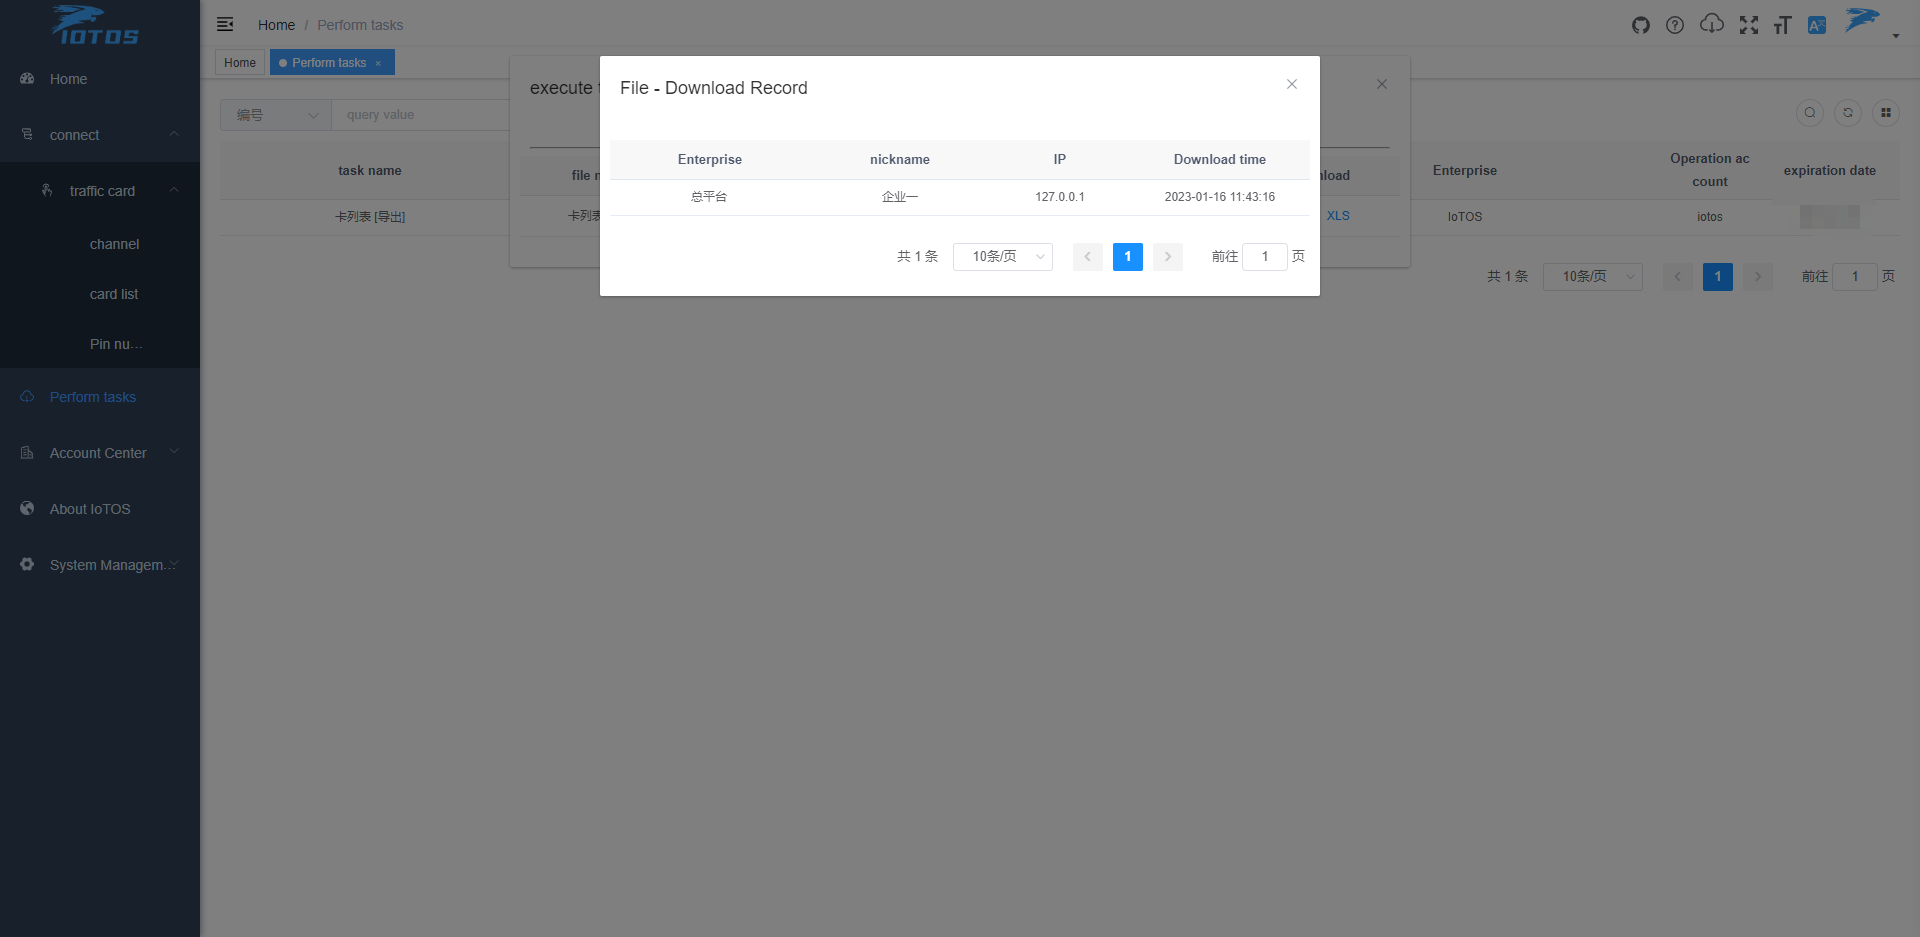 IOTOS
Home
connect
traffic card
channel
card list
Pin nu...
Perform tasks
Account Center
About IoTOS
System Managem...
Home / Perform tasks
Home
Perform tasks ×
编号
query value
task name
Enterprise
Operation ac
count
expiration date
卡列表 [导出]
IoTOS
iotos
共 1 条
10条/页
1
前往 1 页
execute
file
load
卡列表
XLS
File - Download Record
Enterprise nickname IP Download time
总平台 企业一 127.0.0.1 2023-01-16 11:43:16
共 1 条 10条/页 1 前往 1 页